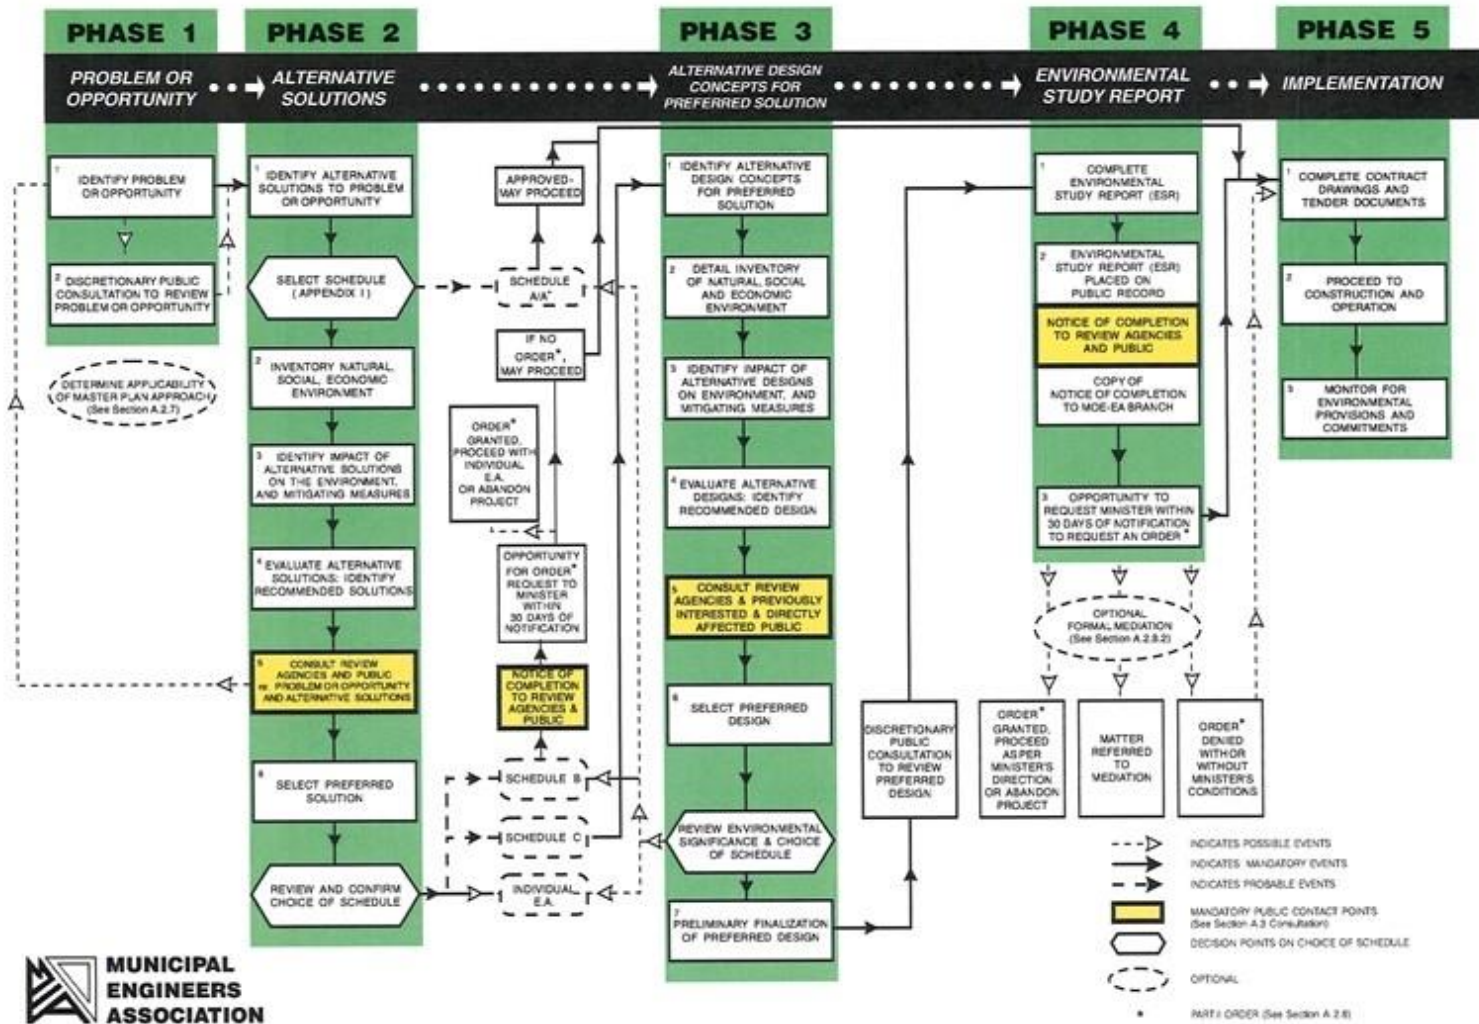 PHASE 1
PROBLEM OR
OPPORTUNITY
1
IDENTIFY PROBLEM
OR OPPORTUNITY
2
DISCRETIONARY PUBLIC
CONSULTATION TO REVIEW
PROBLEM OR OPPORTUNITY
DETERMINE APPLICABILITY
OF MASTER PLAN APPROACH
(See Section A.2.7)
PHASE 2
ALTERNATIVE
SOLUTIONS
1
IDENTIFY ALTERNATIVE
SOLUTIONS TO PROBLEM
OR OPPORTUNITY
SELECT SCHEDULE
(APPENDIX I)
2
INVENTORY NATURAL,
SOCIAL, ECONOMIC
ENVIRONMENT
3
IDENTIFY IMPACT OF
ALTERNATIVE SOLUTIONS
ON THE ENVIRONMENT,
AND MITIGATING MEASURES
4
EVALUATE ALTERNATIVE
SOLUTIONS: IDENTIFY
RECOMMENDED SOLUTIONS
5
CONSULT REVIEW
AGENCIES AND PUBLIC
re: PROBLEM OR OPPORTUNITY
AND ALTERNATIVE SOLUTIONS
6
SELECT PREFERRED
SOLUTION
REVIEW AND CONFIRM
CHOICE OF SCHEDULE
APPROVED-
MAY PROCEED
SCHEDULE
A/A+
IF NO
ORDER*,
MAY PROCEED
ORDER*
GRANTED,
PROCEED WITH
INDIVIDUAL
E.A.
OR ABANDON
PROJECT
OPPORTUNITY
FOR ORDER*
REQUEST TO
MINISTER
WITHIN
30 DAYS OF
NOTIFICATION
NOTICE OF
COMPLETION
TO REVIEW
AGENCIES &
PUBLIC
SCHEDULE B
SCHEDULE C
INDIVIDUAL
E.A.
PHASE 3
ALTERNATIVE DESIGN
CONCEPTS FOR
PREFERRED SOLUTION
1
IDENTIFY ALTERNATIVE
DESIGN CONCEPTS
FOR PREFERRED
SOLUTION
2
DETAIL INVENTORY
OF NATURAL, SOCIAL
AND ECONOMIC
ENVIRONMENT
3
IDENTIFY IMPACT OF
ALTERNATIVE DESIGNS
ON ENVIRONMENT, AND
MITIGATING MEASURES
4
EVALUATE ALTERNATIVE
DESIGNS: IDENTIFY
RECOMMENDED DESIGN
5
CONSULT REVIEW
AGENCIES & PREVIOUSLY
INTERESTED & DIRECTLY
AFFECTED PUBLIC
6
SELECT PREFERRED
DESIGN
REVIEW ENVIRONMENTAL
SIGNIFICANCE & CHOICE
OF SCHEDULE
7
PRELIMINARY FINALIZATION
OF PREFERRED DESIGN
DISCRETIONARY
PUBLIC
CONSULTATION
TO REVIEW
PREFERRED
DESIGN
PHASE 4
ENVIRONMENTAL
STUDY REPORT
1
COMPLETE
ENVIRONMENTAL
STUDY REPORT (ESR)
2
ENVIRONMENTAL
STUDY REPORT (ESR)
PLACED ON
PUBLIC RECORD
NOTICE OF COMPLETION
TO REVIEW AGENCIES
AND PUBLIC
COPY OF
NOTICE OF COMPLETION
TO MOE-EA BRANCH
3
OPPORTUNITY TO
REQUEST MINISTER WITHIN
30 DAYS OF NOTIFICATION
TO REQUEST AN ORDER*
OPTIONAL
FORMAL MEDIATION
(See Section A.2.8.2)
ORDER*
GRANTED,
PROCEED
AS PER
MINISTER'S
DIRECTION
OR ABANDON
PROJECT
MATTER
REFERRED
TO
MEDIATION
ORDER*
DENIED
WITH OR
WITHOUT
MINISTER'S
CONDITIONS
PHASE 5
IMPLEMENTATION
1
COMPLETE CONTRACT
DRAWINGS AND
TENDER DOCUMENTS
2
PROCEED TO
CONSTRUCTION AND
OPERATION
3
MONITOR FOR
ENVIRONMENTAL
PROVISIONS AND
COMMITMENTS
INDICATES POSSIBLE EVENTS
INDICATES MANDATORY EVENTS
INDICATES PROBABLE EVENTS
MANDATORY PUBLIC CONTACT POINTS
(See Section A.3 Consultation)
DECISION POINTS ON CHOICE OF SCHEDULE
OPTIONAL
* PART II ORDER (See Section A.2.8)
MUNICIPAL
ENGINEERS
ASSOCIATION